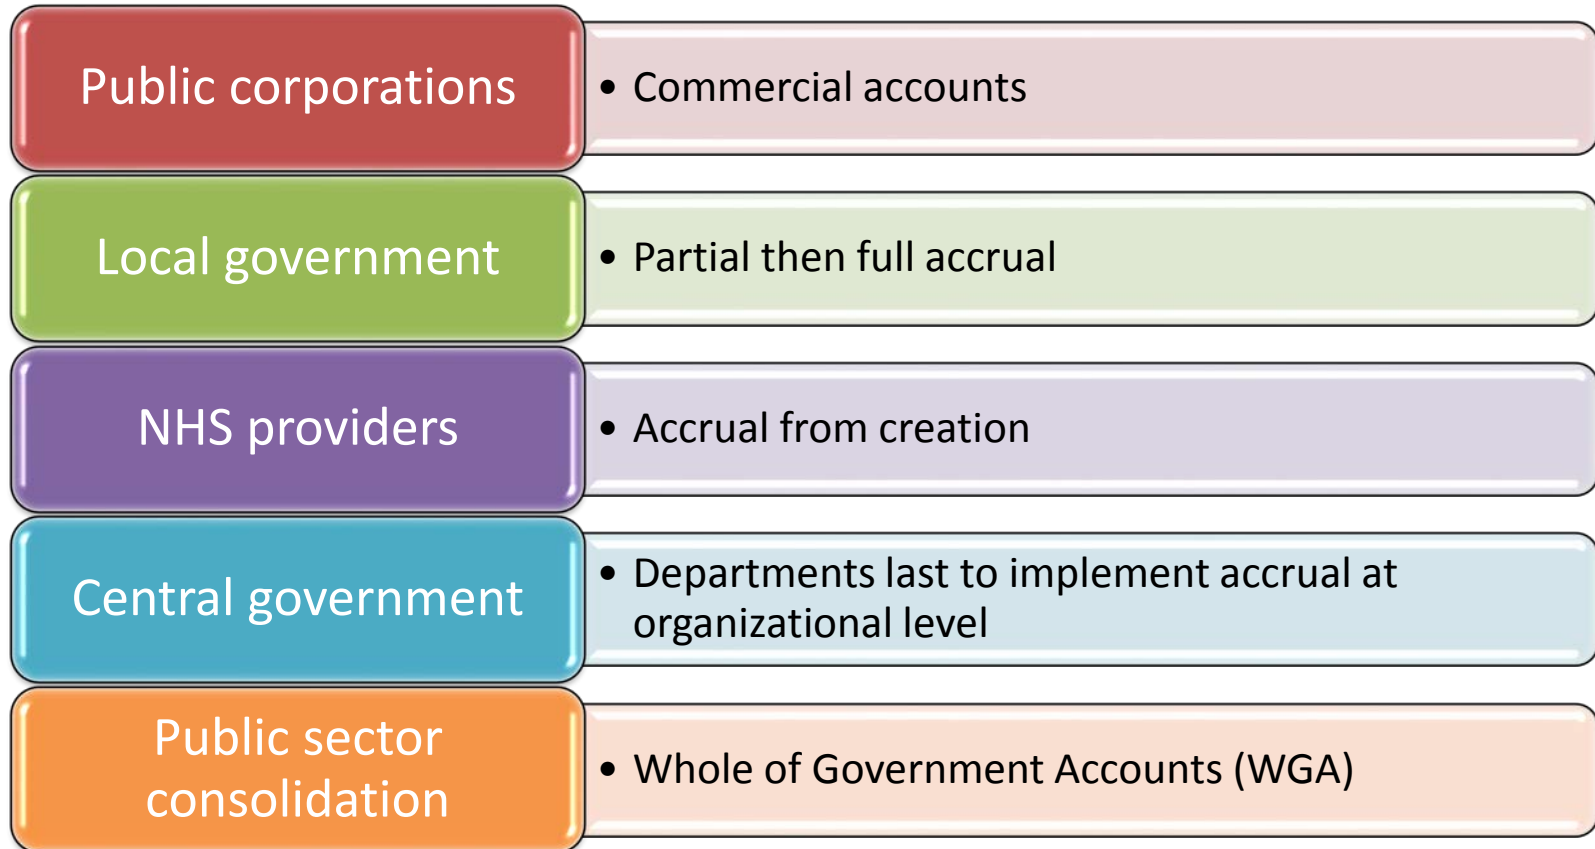 Public corporations
• Commercial accounts
Local government
• Partial then full accrual
NHS providers
• Accrual from creation
Central government
• Departments last to implement accrual at
organizational level
Public sector
consolidation
• Whole of Government Accounts (WGA)